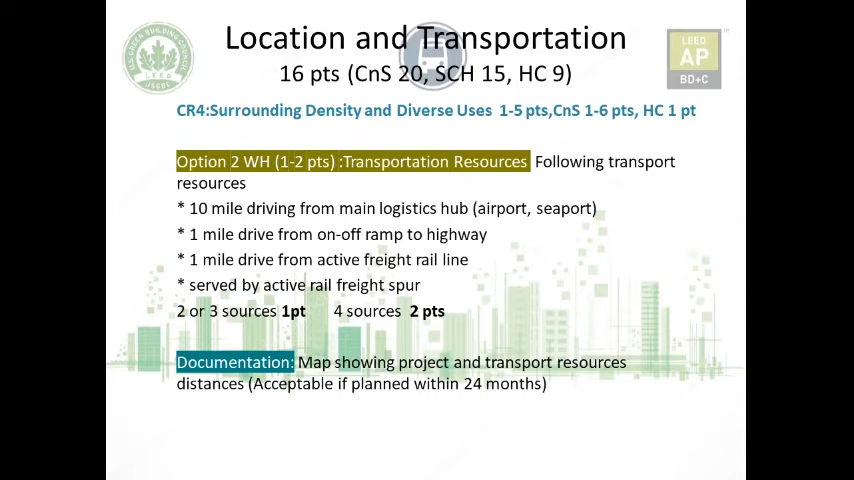 Location and Transportation
16 pts (CnS 20, SCH 15, HC 9)
LEED
AP
BD+C
LEED
CR4:Surrounding Density and Diverse Uses 1-5 pts,CnS 1-6 pts, HC 1 pt
Option 2 WH (1-2 pts) :Transportation Resources Following transport
resources
* 10 mile driving from main logistics hub (airport, seaport)
* 1 mile drive from on-off ramp to highway
* 1 mile drive from active freight rail line
* served by active rail freight spur
2 or 3 sources 1pt 4 sources 2 pts
Documentation: Map showing project and transport resources
distances (Acceptable if planned within 24 months)